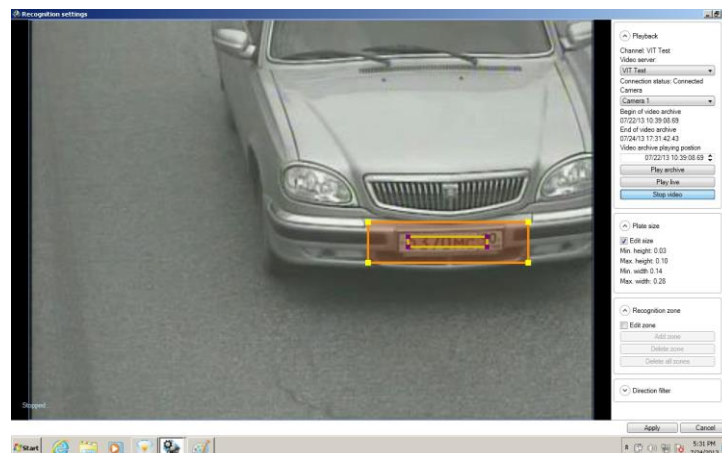 Recognition settings
Playback
Channel: VIT Test
Video server:
VIT Test
Connection status: Connected
Camera
Camera 1
Begin of video archive
07/22/13 10:39:08.69
End of video archive
07/24/13 17:31:42.43
Video archive playing postion
07/22/13 10:39:08.69
Play archive
Play live
Stop video
Plate size
Edit size
Min. height: 0.03
Max. height: 0.10
Min. width 0.14
Max. width: 0.28
Recognition zone
Edit zone
Add zone
Delete zone
Delete all zones
Direction filter
Stopped
Apply
Cancel
Start
5:31 PM
7/24/2013